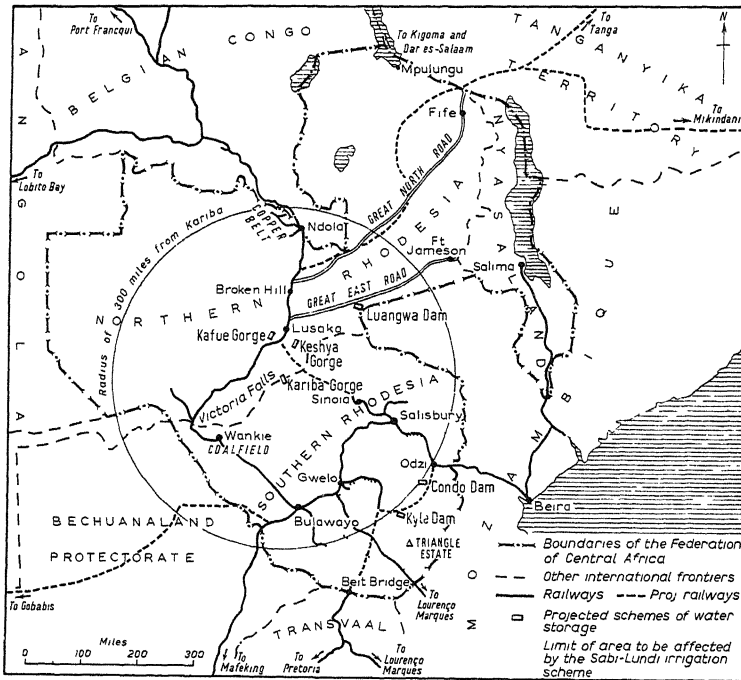 To
Port Francqui
BELGIAN CONGO
To Kigoma and
Dar es-Salaam
Mpulungu
TANGANYIKA
TERRITORY
To
Tanga
N
To
Mikindani
Fife
NYASALAND
ANGOLA
To
Lobito Bay
COPPER
BELT
Ndola
GREAT NORTH ROAD
Radius of 300 miles from Kariba
NORTHERN RHODESIA
Ft
Jameson
Salima
Broken Hill
GREAT EAST ROAD
Lusaka
Luangwa Dam
Kafue Gorge
Keshya
Gorge
MOZAMBIQUE
Victoria Falls
Kariba Gorge
Sinoia
Salisbury
SOUTHERN RHODESIA
Wankie
COALFIELD
Odzi
Gwelo
Condo Dam
Beira
BECHUANALAND
PROTECTORATE
Bulawayo
Kyle Dam
TRIANGLE
ESTATE
To Gobabis
Beit Bridge
To
Lourenço
Marques
TRANSVAAL
Miles
0 100 200 300
To
Mafeking
To
Pretoria
To
Lourenço
Marques
Boundaries of the Federation
of Central Africa
Other international frontiers
Railways Proj railways
Projected schemes of water
storage
Limit of area to be affected
by the Sabi-Lundi irrigation
scheme